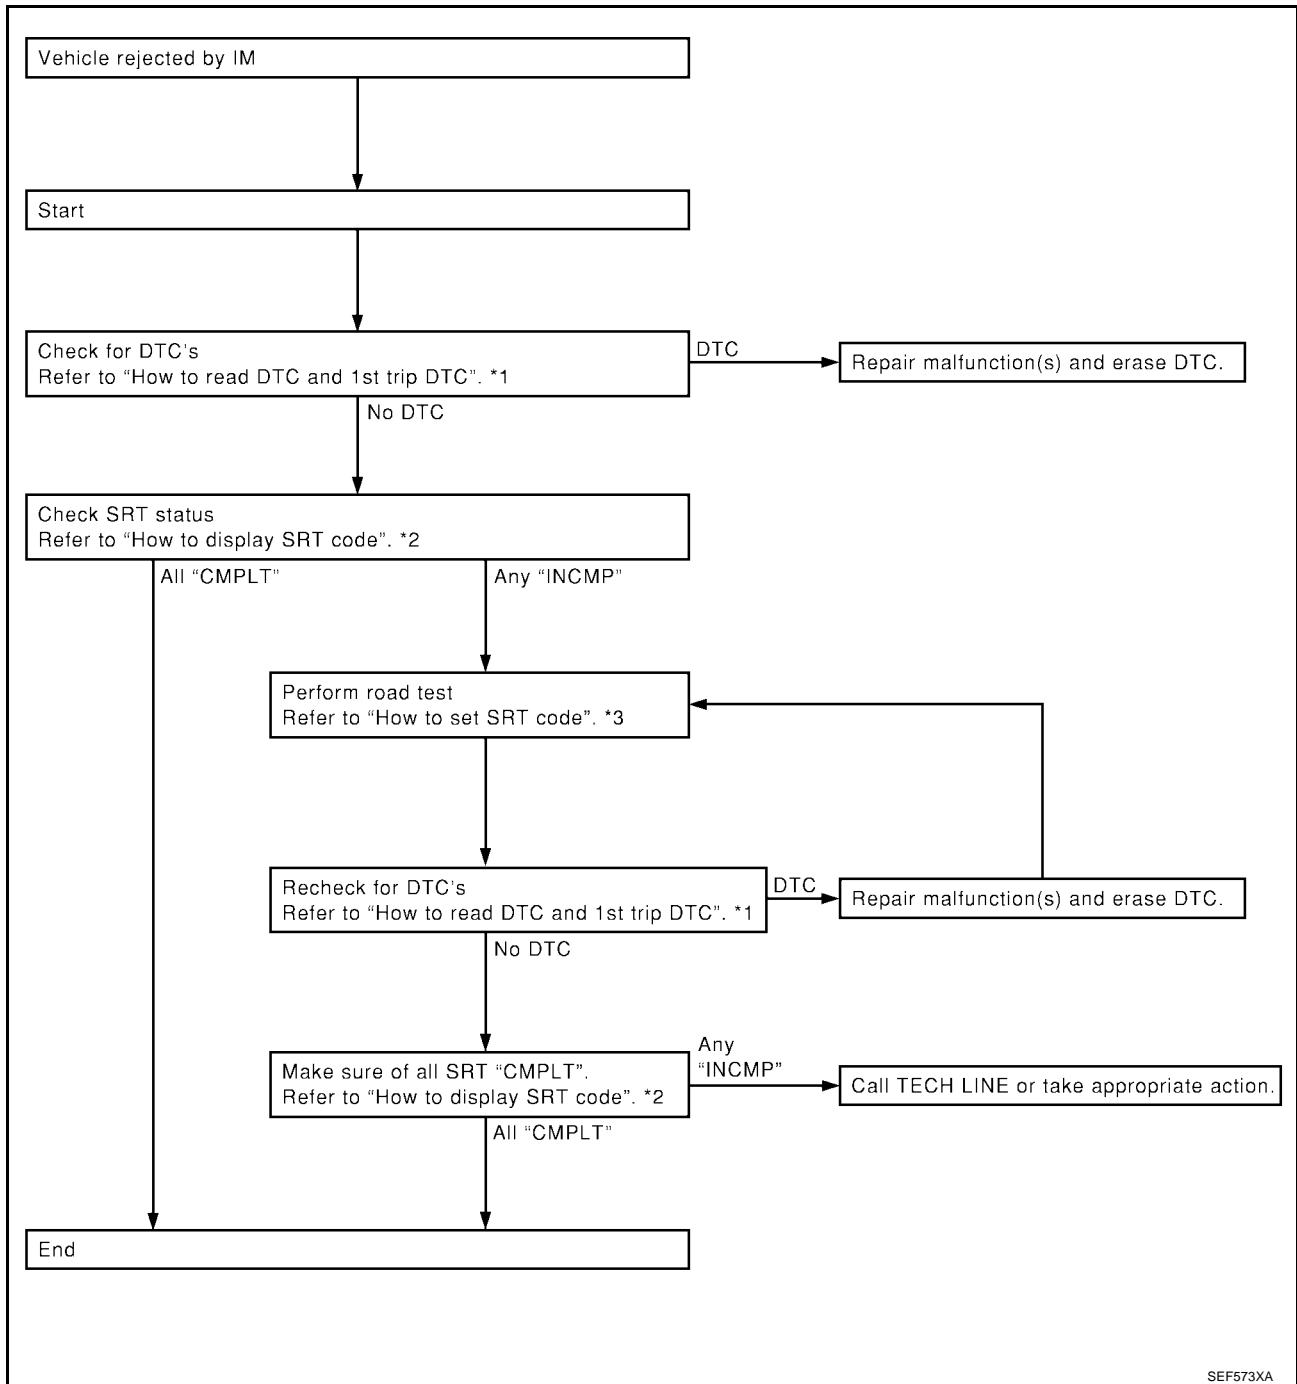 Vehicle rejected by IM
Start
Check for DTC's
Refer to “How to read DTC and 1st trip DTC”. *1
DTC
Repair malfunction(s) and erase DTC.
No DTC
Check SRT status
Refer to “How to display SRT code”. *2
All “CMPLT”
Any “INCMP”
Perform road test
Refer to “How to set SRT code”. *3
Recheck for DTC's
Refer to “How to read DTC and 1st trip DTC”. *1
DTC
Repair malfunction(s) and erase DTC.
No DTC
Make sure of all SRT “CMPLT”.
Refer to “How to display SRT code”. *2
Any
“INCMP”
Call TECH LINE or take appropriate action.
All “CMPLT”
End
SEF573XA